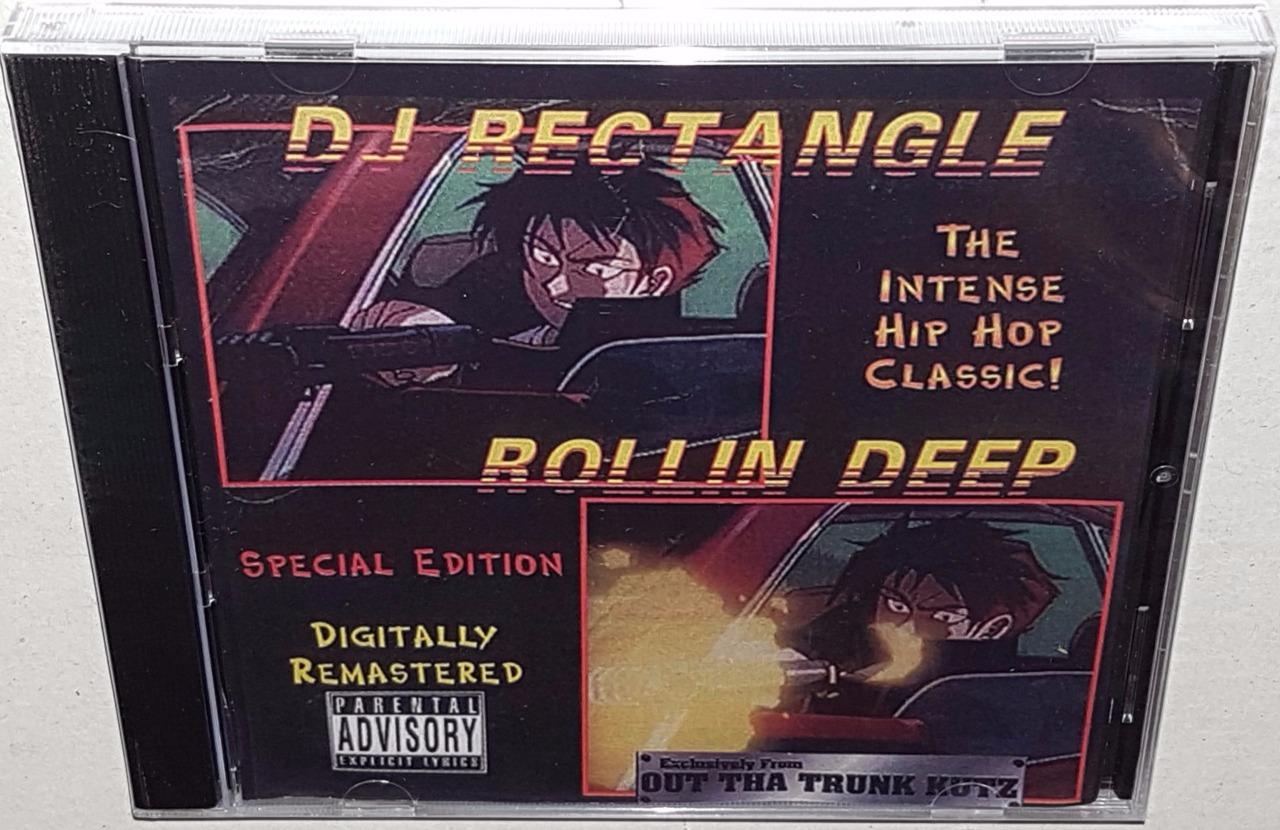 DJ RECTANGLE
THE
INTENSE
HIP HOP
CLASSIC!
ROLLIN DEEP
SPECIAL EDITION
DIGITALLY
REMASTERED
PARENTAL
ADVISORY
EXPLICIT LYRICS
Exclusively From
OUT THA TRUNK KUTZ